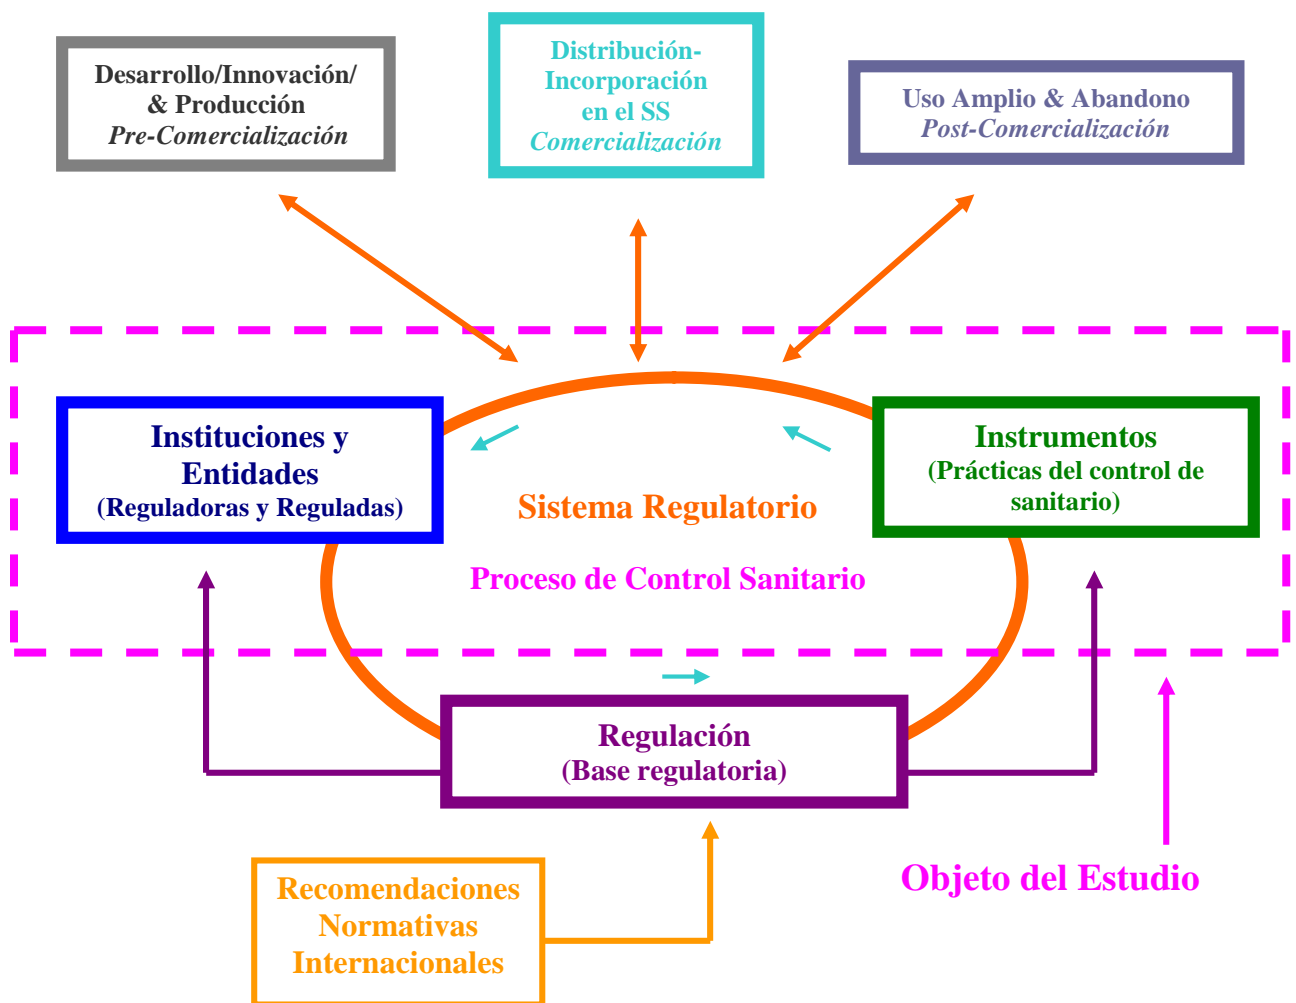 Desarrollo/Innovación/
& Producción
Pre-Comercialización
Distribución-
Incorporación
en el SS
Comercialización
Uso Amplio & Abandono
Post-Comercialización
Instituciones y
Entidades
(Reguladoras y Reguladas)
Instrumentos
(Prácticas del control de
sanitario)
Sistema Regulatorio
Proceso de Control Sanitario
Regulación
(Base regulatoria)
Objeto del Estudio
Recomendaciones
Normativas
Internacionales